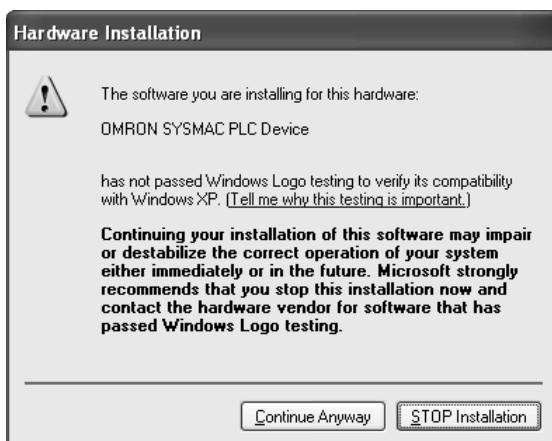 Hardware Installation
The software you are installing for this hardware:
OMRON SYSMAC PLC Device
has not passed Windows Logo testing to verify its compatibility
with Windows XP. (Tell me why this testing is important.)
Continuing your installation of this software may impair
or destabilize the correct operation of your system
either immediately or in the future. Microsoft strongly
recommends that you stop this installation now and
contact the hardware vendor for software that has
passed Windows Logo testing.
Continue Anyway
STOP Installation